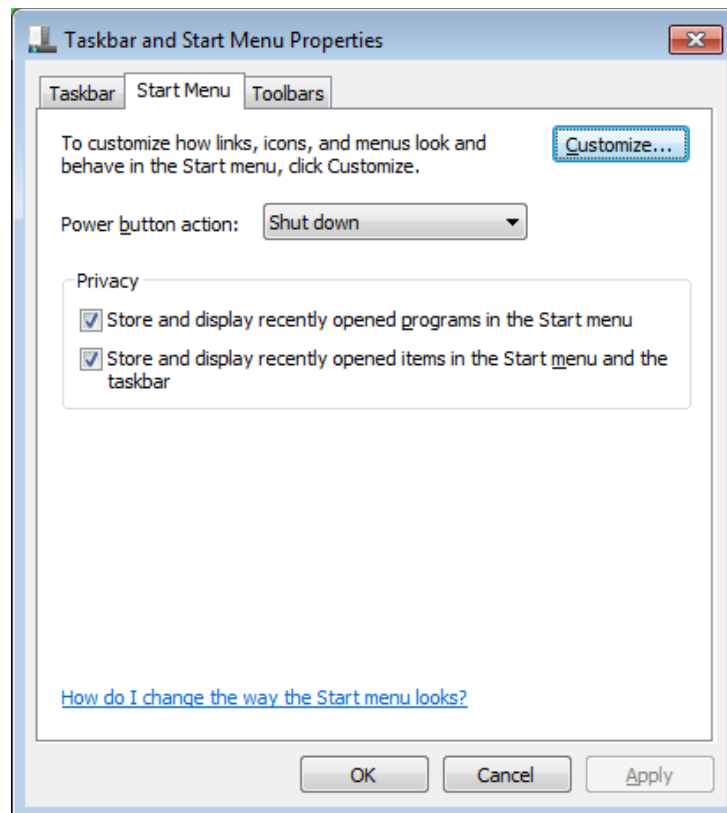 Taskbar and Start Menu Properties
Taskbar Start Menu Toolbars
To customize how links, icons, and menus look and
behave in the Start menu, click Customize.
Customize...
Power button action: Shut down
Privacy
Store and display recently opened programs in the Start menu
Store and display recently opened items in the Start menu and the
taskbar
How do I change the way the Start menu looks?
OK Cancel Apply